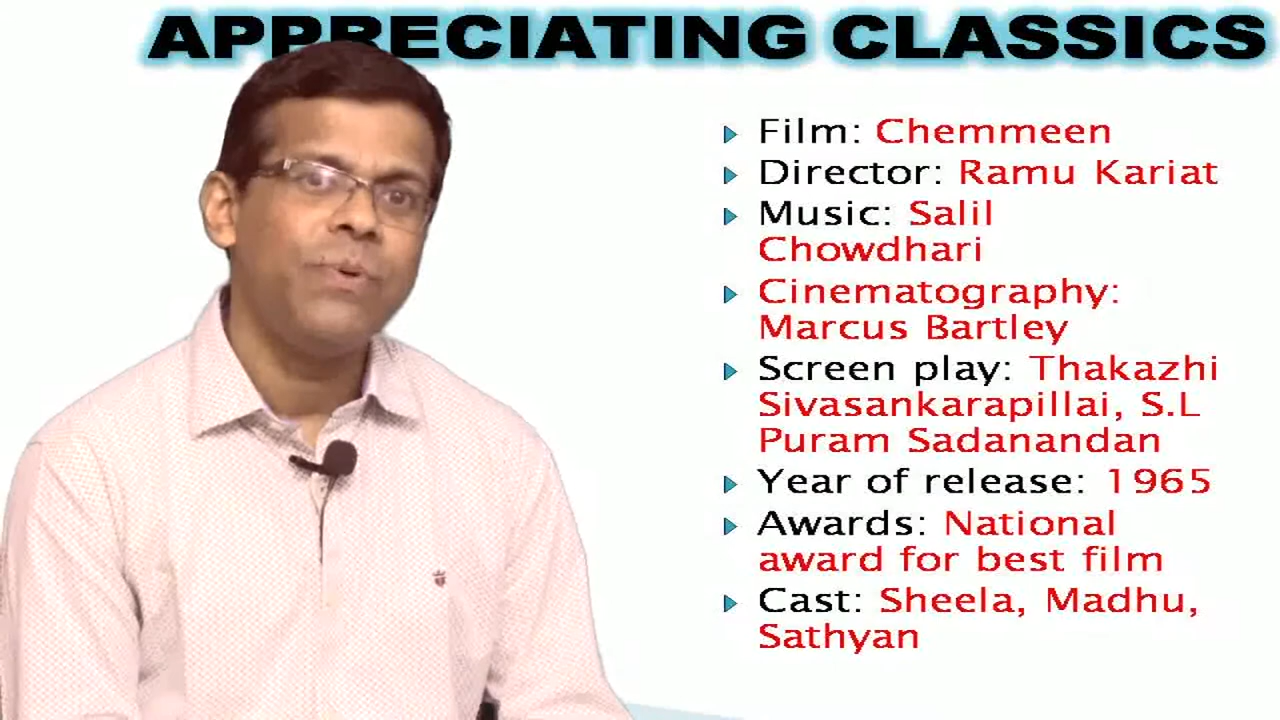 APPRECIATING CLASSICS
Film: Chemmeen
Director: Ramu Kariat
Music: Salil
Chowdhari
Cinematography:
Marcus Bartley
Screen play: Thakazhi
Sivasankarapillai, S.L
Puram Sadanandan
Year of release: 1965
Awards: National
award for best film
Cast: Sheela, Madhu,
Sathyan